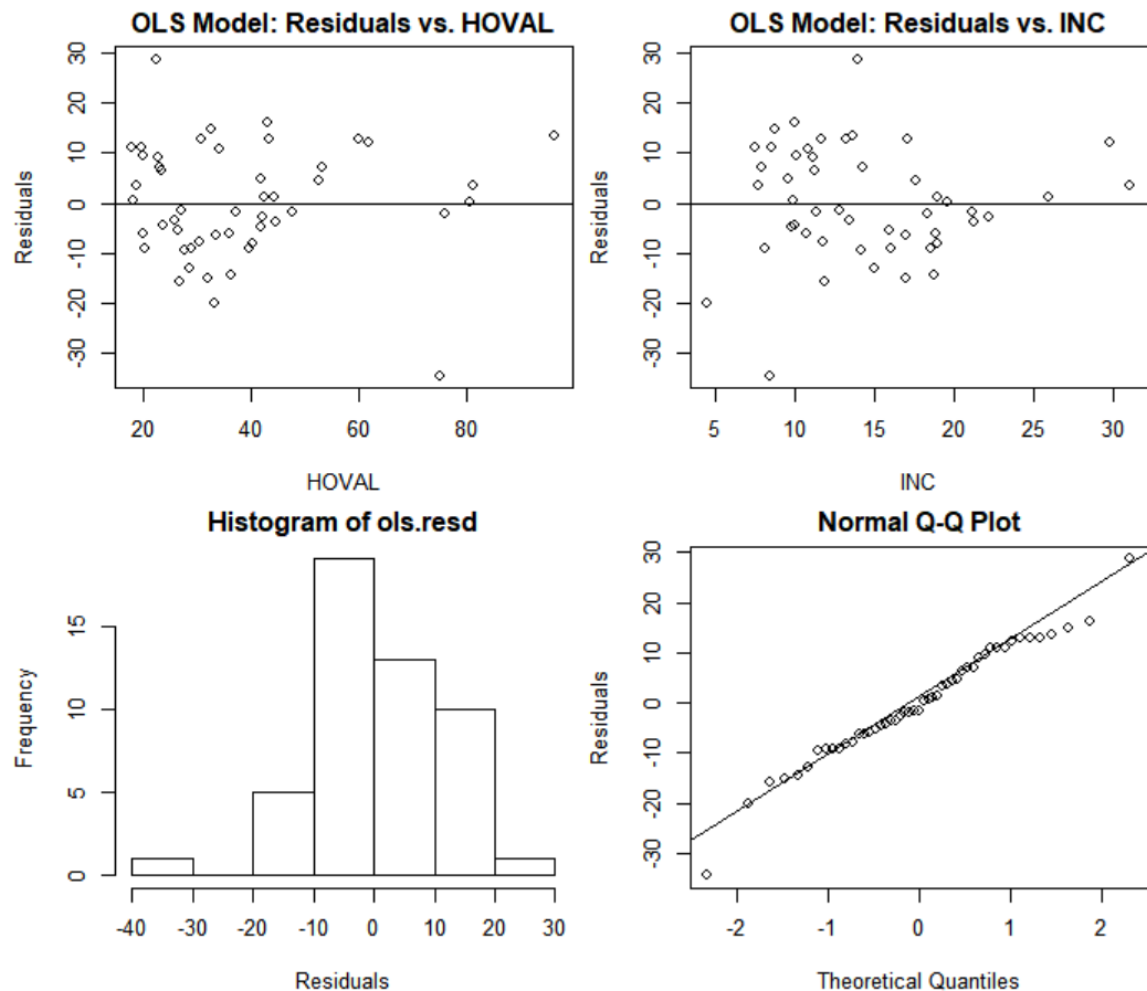 OLS Model: Residuals vs. HOVAL
Residuals
30
20
10
0
-10
-20
-30
20 40 60 80
HOVAL
OLS Model: Residuals vs. INC
Residuals
30
20
10
0
-10
-20
-30
5 10 15 20 25 30
INC
Histogram of ols.resd
Frequency
15
10
5
0
-40 -30 -20 -10 0 10 20 30
Residuals
Normal Q-Q Plot
Residuals
30
20
10
0
-10
-20
-30
-2 -1 0 1 2
Theoretical Quantiles